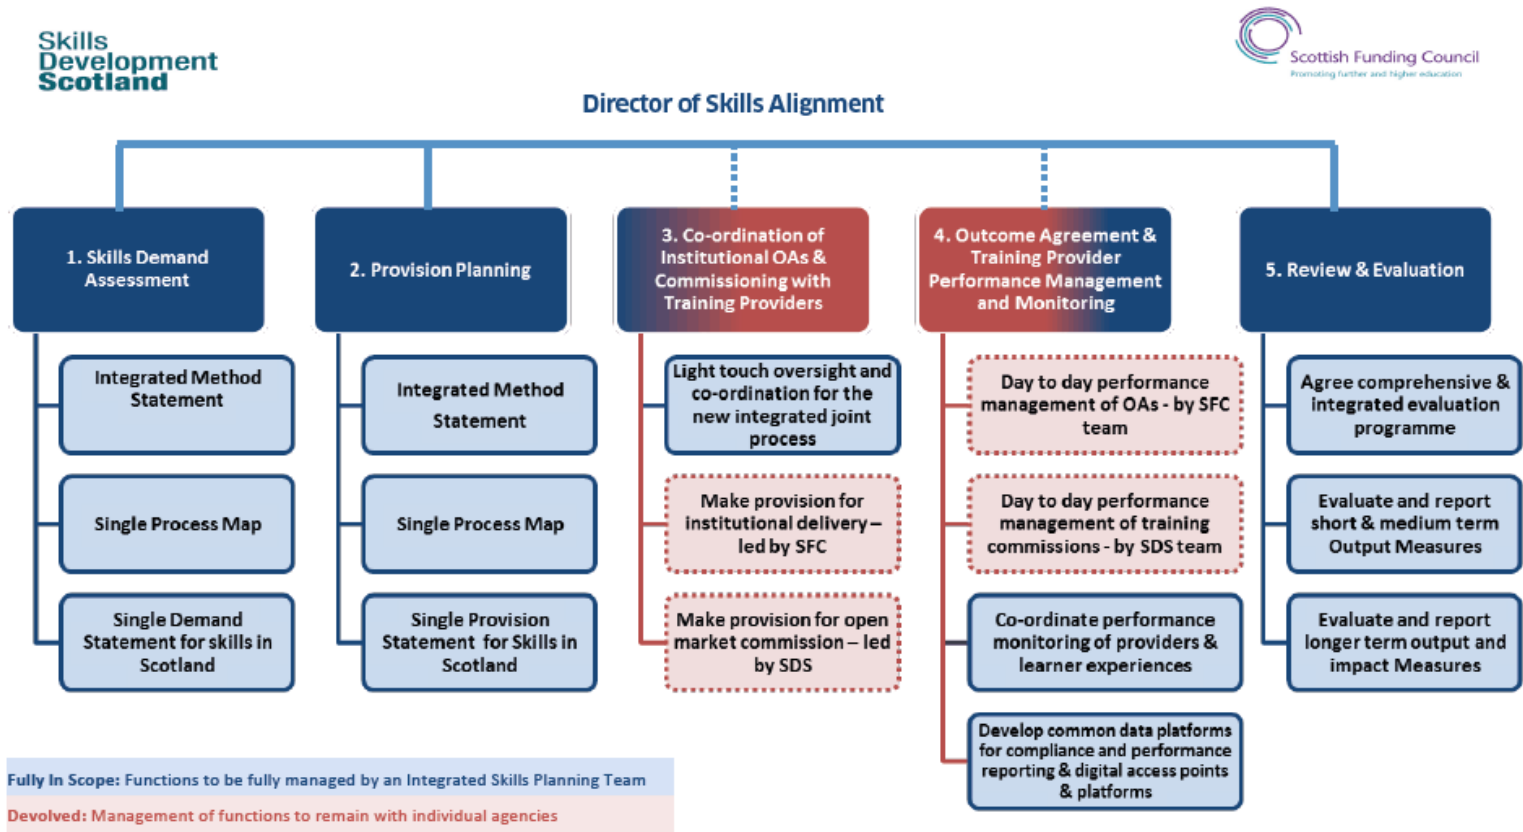 Skills
Development
Scotland
Scottish Funding Council
Promoting further and higher education
Director of Skills Alignment
1. Skills Demand
Assessment
Integrated Method
Statement
Single Process Map
Single Demand
Statement for skills in
Scotland
2. Provision Planning
Integrated Method
Statement
Single Process Map
Single Provision
Statement for Skills in
Scotland
3. Co-ordination of
Institutional OAs &
Commissioning with
Training Providers
Light touch oversight and
co-ordination for the
new integrated joint
process
Make provision for
institutional delivery –
led by SFC
Make provision for open
market commission – led
by SDS
4. Outcome Agreement &
Training Provider
Performance Management
and Monitoring
Day to day performance
management of OAs - by SFC
team
Day to day performance
management of training
commissions - by SDS team
Co-ordinate performance
monitoring of providers &
learner experiences
Develop common data platforms
for compliance and performance
reporting & digital access points
& platforms
5. Review & Evaluation
Agree comprehensive &
integrated evaluation
programme
Evaluate and report
short & medium term
Output Measures
Evaluate and report
longer term output and
impact Measures
Fully In Scope: Functions to be fully managed by an Integrated Skills Planning Team
Devolved: Management of functions to remain with individual agencies